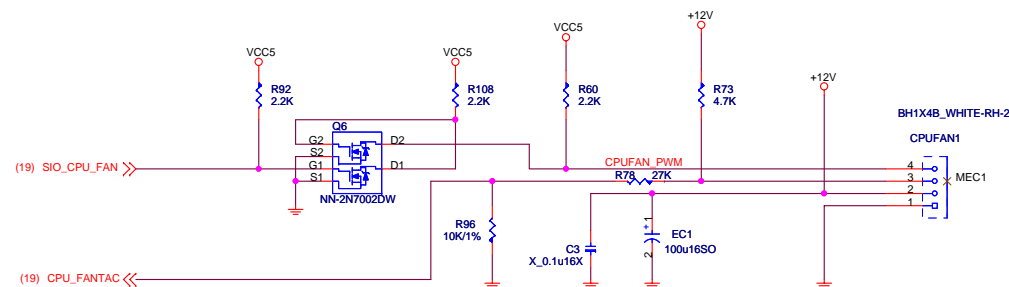 +12V
VCC5
VCC5
VCC5
+12V
R92
2.2K
R108
2.2K
R60
2.2K
R73
4.7K
BH1X4B_WHITE-RH-2
CPUFAN1
Q6
G2
D2
S2
(19) SIO_CPU_FAN
G1
D1
S1
CPUFAN_PWM
R78
27K
4
3
2
1
MEC1
NN-2N7002DW
R96
10K/1%
C3
X_0.1u16X
1
+
EC1
100u16SO
2
(19) CPU_FANTAC